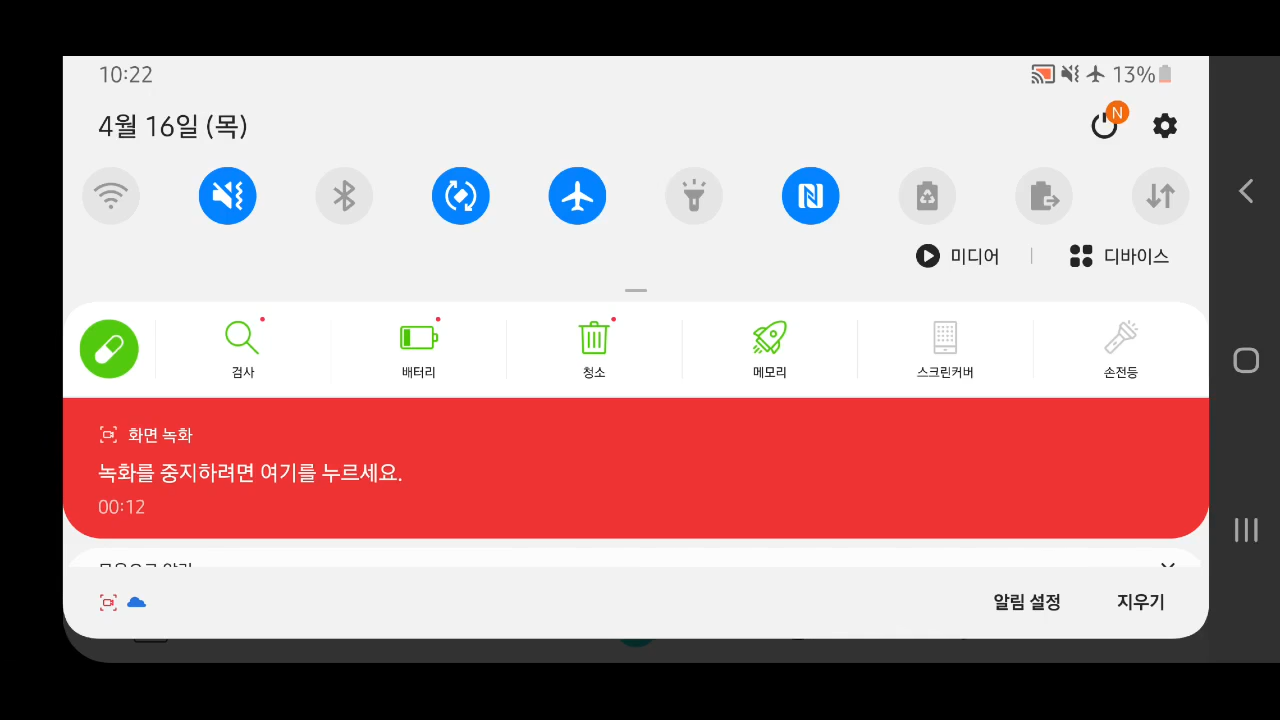 10:22
13%
4월 16일 (목)
N
미디어
디바이스
검사
배터리
청소
메모리
스크린커버
손전등
화면 녹화
녹화를 중지하려면 여기를 누르세요.
00:12
알림 설정
지우기